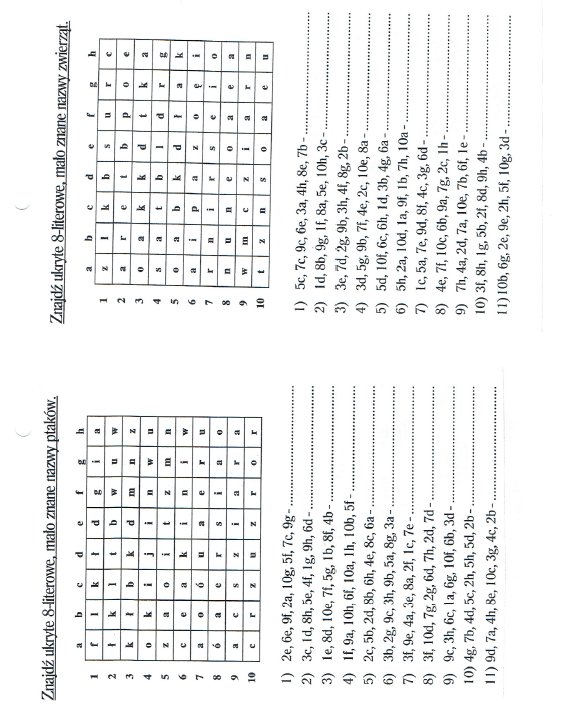 Znajdź ukryte 8-literowe, mało znane nazwy ptaków.
a b c d e f g h
1 f l k ł d g i a
2 ł k l t b w u w
3 k ł b k d m n z
4 o k i j i n w u
5 z a o i t z m n
6 c e a k i n i w
7 a o ó u a e r u
8 ó a e r s i a o
9 a c s z i a r a
10 c r z u z r o r
1) 2e, 6e, 9f, 2a, 10g, 5f, 7c, 9g -
2) 3c, 1d, 8h, 5e, 4f, 1g, 9h, 6d -
3) 1e, 8d, 10e, 7f, 5g, 1b, 8f, 4b -
4) 1f, 9a, 10h, 6f, 10a, 1h, 10b, 5f -
5) 2c, 5b, 2d, 8b, 6h, 4e, 8c, 6a -
6) 3b, 2g, 9c, 3h, 9b, 5a, 8g, 3a -
7) 3f, 9e, 4a, 3e, 8a, 2f, 1c, 7e -
8) 3f, 10d, 7g, 2g, 6d, 7h, 2d, 7d -
9) 9c, 3h, 6c, 1a, 6g, 10f, 6b, 3d -
10) 4g, 7b, 4d, 5c, 2h, 5h, 5d, 2b -
11) 9d, 7a, 4h, 8e, 10c, 3g, 4c, 2b -
Znajdź ukryte 8-literowe, mało znane nazwy zwierząt.
a b c d e f g h
1 z l k b s u r c
2 a r e t b p o e
3 o a k k d t k a
4 s a t b l d r g
5 o a b k d ł a k
6 a i p a z o ę i
7 r n i r s e i o
8 n u n e o a e a
9 w m c z i a r n
10 t z n s o a e u
1) 5c, 7c, 9c, 6e, 3a, 4h, 8e, 7b -
2) 1d, 8b, 9g, 1f, 8a, 5e, 10h, 3c -
3) 3e, 7d, 2g, 9b, 3h, 4f, 8g, 2b -
4) 3d, 5g, 9b, 7f, 4e, 2c, 10e, 8a -
5) 5d, 10f, 6c, 6h, 1d, 3b, 4g, 6a -
6) 5h, 2a, 10d, 1a, 9f, 1b, 7h, 10a -
7) 1c, 5a, 7e, 9d, 8f, 4c, 3g, 6d -
8) 4e, 7f, 10c, 6b, 9a, 7g, 2c, 1h -
9) 7h, 4a, 2d, 7a, 10e, 7b, 6f, 1e -
10) 3f, 8h, 1g, 5b, 2f, 8d, 9h, 4b -
11) 10b, 6g, 2e, 9e, 2h, 5f, 10g, 3d -